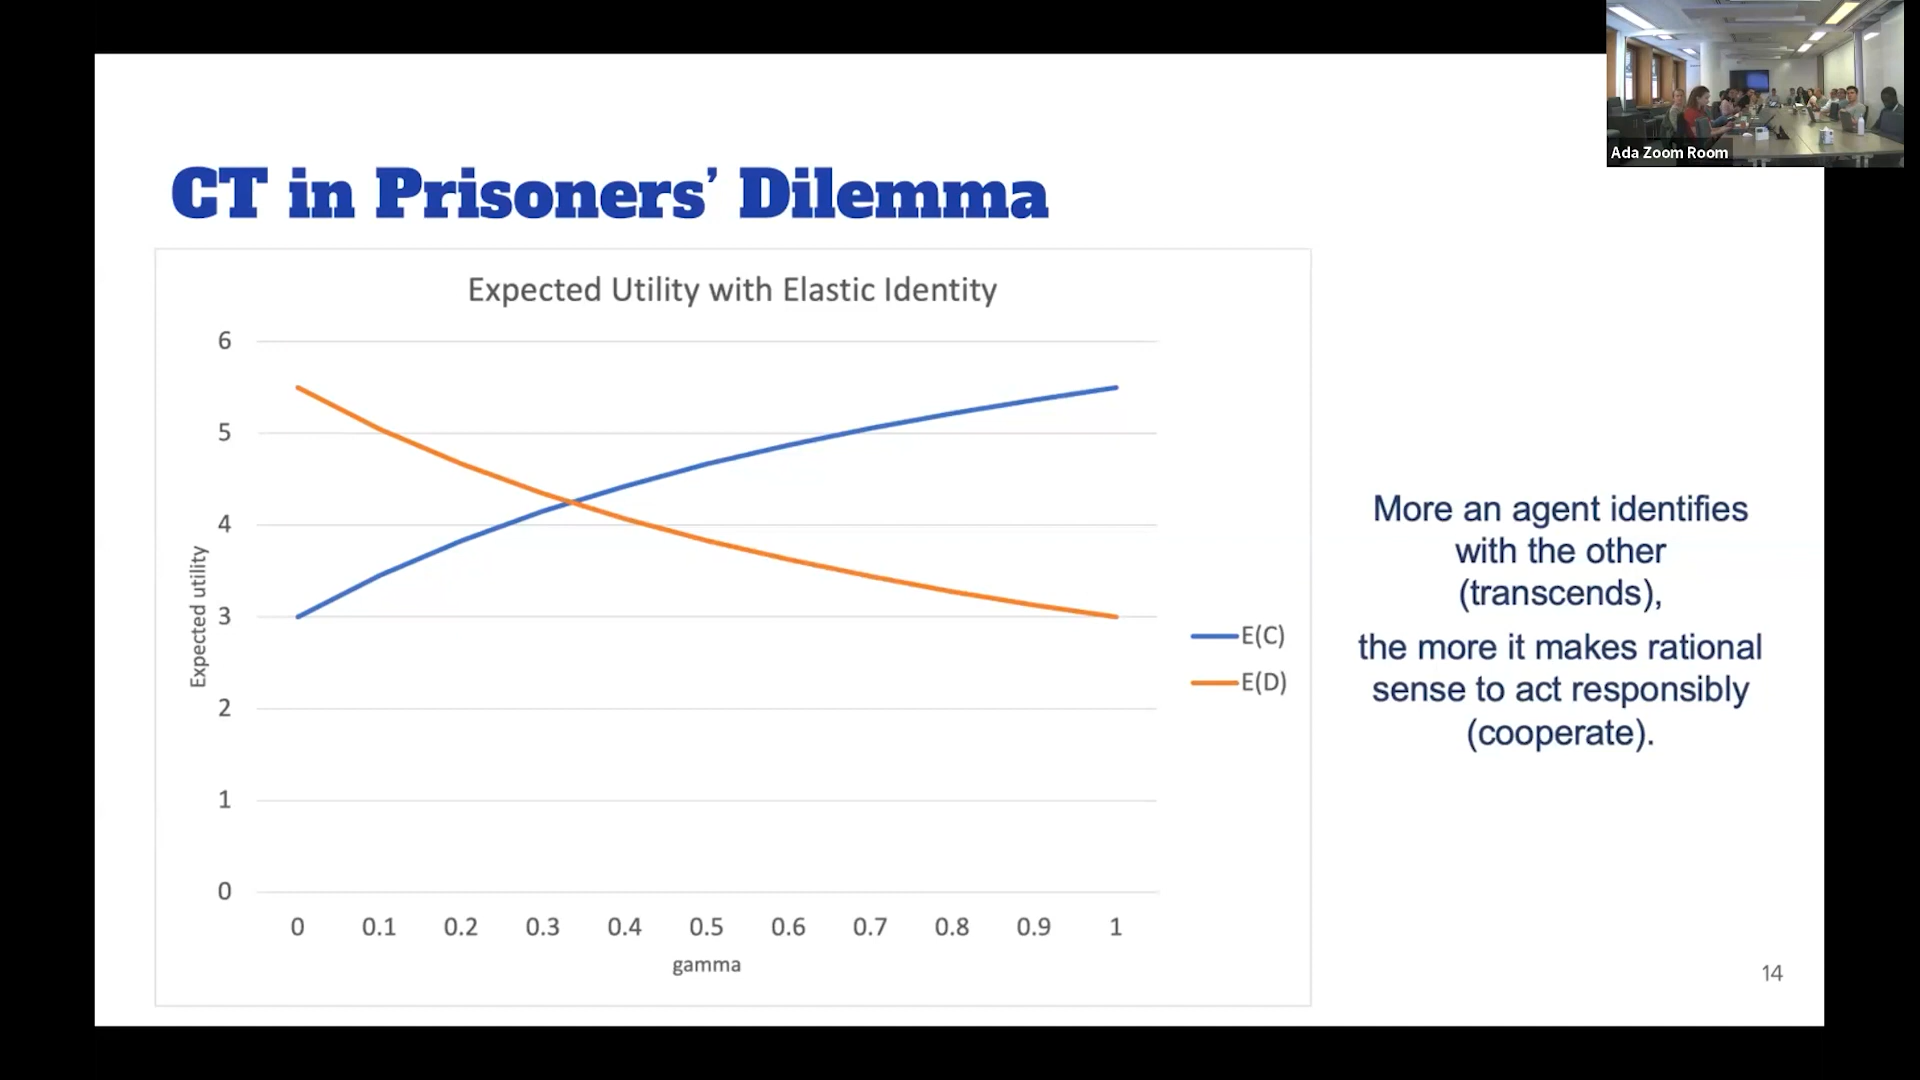 Ada Zoom Room
CT in Prisoners’ Dilemma
Expected Utility with Elastic Identity
6
5
4
3
2
1
0
Expected utility
0 0.1 0.2 0.3 0.4 0.5 0.6 0.7 0.8 0.9 1
gamma
E(C)
E(D)
More an agent identifies
with the other
(transcends),
the more it makes rational
sense to act responsibly
(cooperate).
14